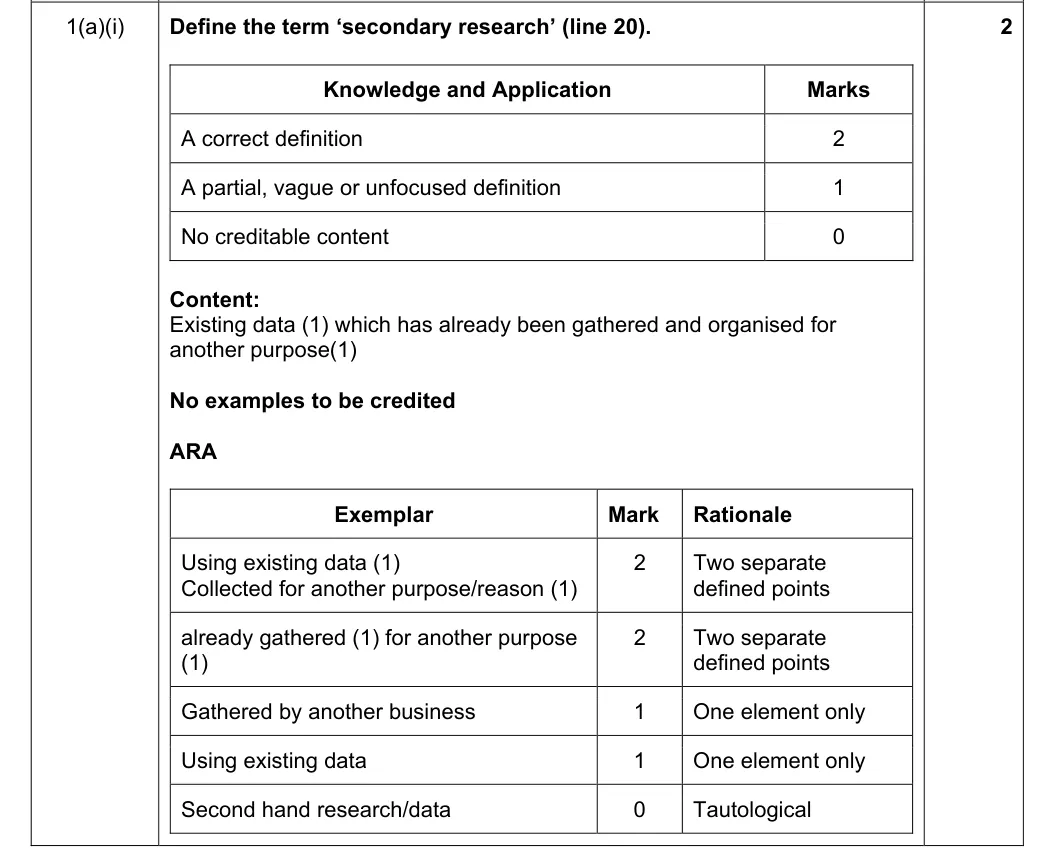 1(a)(i) Define the term ‘secondary research’ (line 20). 2
Knowledge and Application Marks
A correct definition 2
A partial, vague or unfocused definition 1
No creditable content 0
Content:
Existing data (1) which has already been gathered and organised for
another purpose(1)
No examples to be credited
ARA
Exemplar Mark Rationale
Using existing data (1) 2 Two separate
Collected for another purpose/reason (1) defined points
already gathered (1) for another purpose 2 Two separate
(1) defined points
Gathered by another business 1 One element only
Using existing data 1 One element only
Second hand research/data 0 Tautological